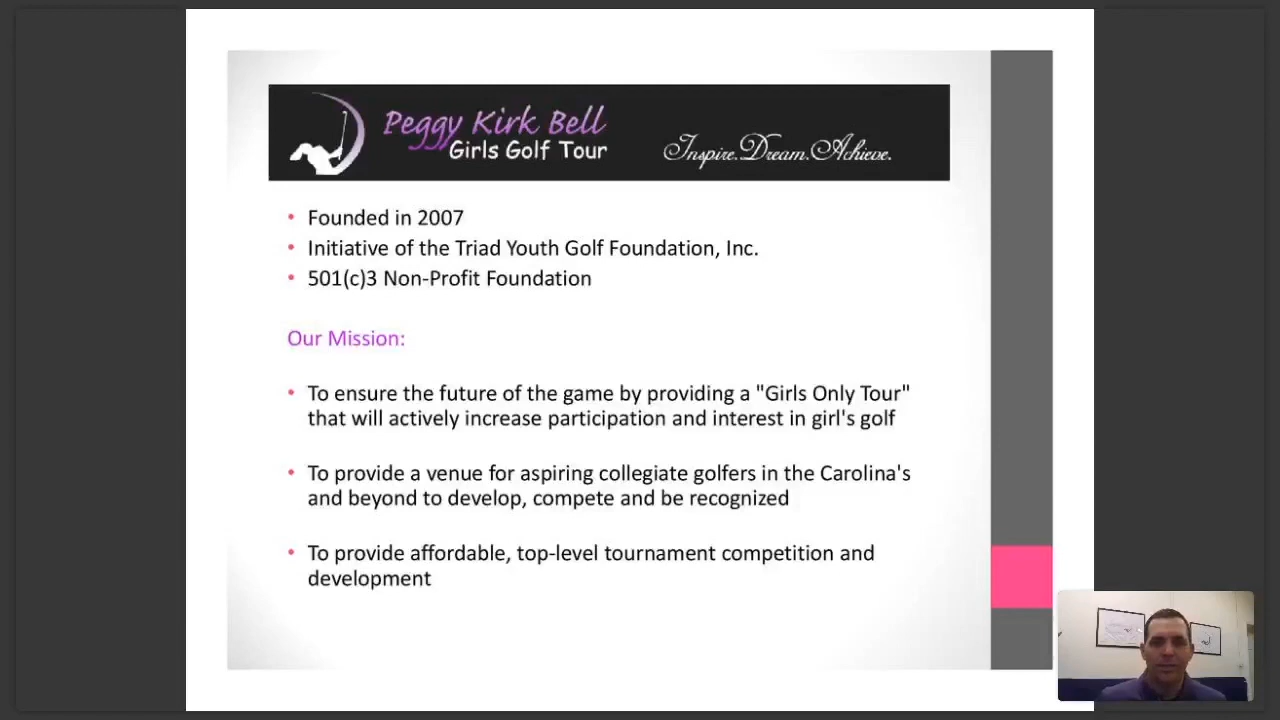 Peggy Kirk Bell
Girls Golf Tour
Inspire.Dream.Achieve.
• Founded in 2007
• Initiative of the Triad Youth Golf Foundation, Inc.
• 501(c)3 Non-Profit Foundation
Our Mission:
• To ensure the future of the game by providing a "Girls Only Tour"
that will actively increase participation and interest in girl's golf
• To provide a venue for aspiring collegiate golfers in the Carolina's
and beyond to develop, compete and be recognized
• To provide affordable, top-level tournament competition and
development